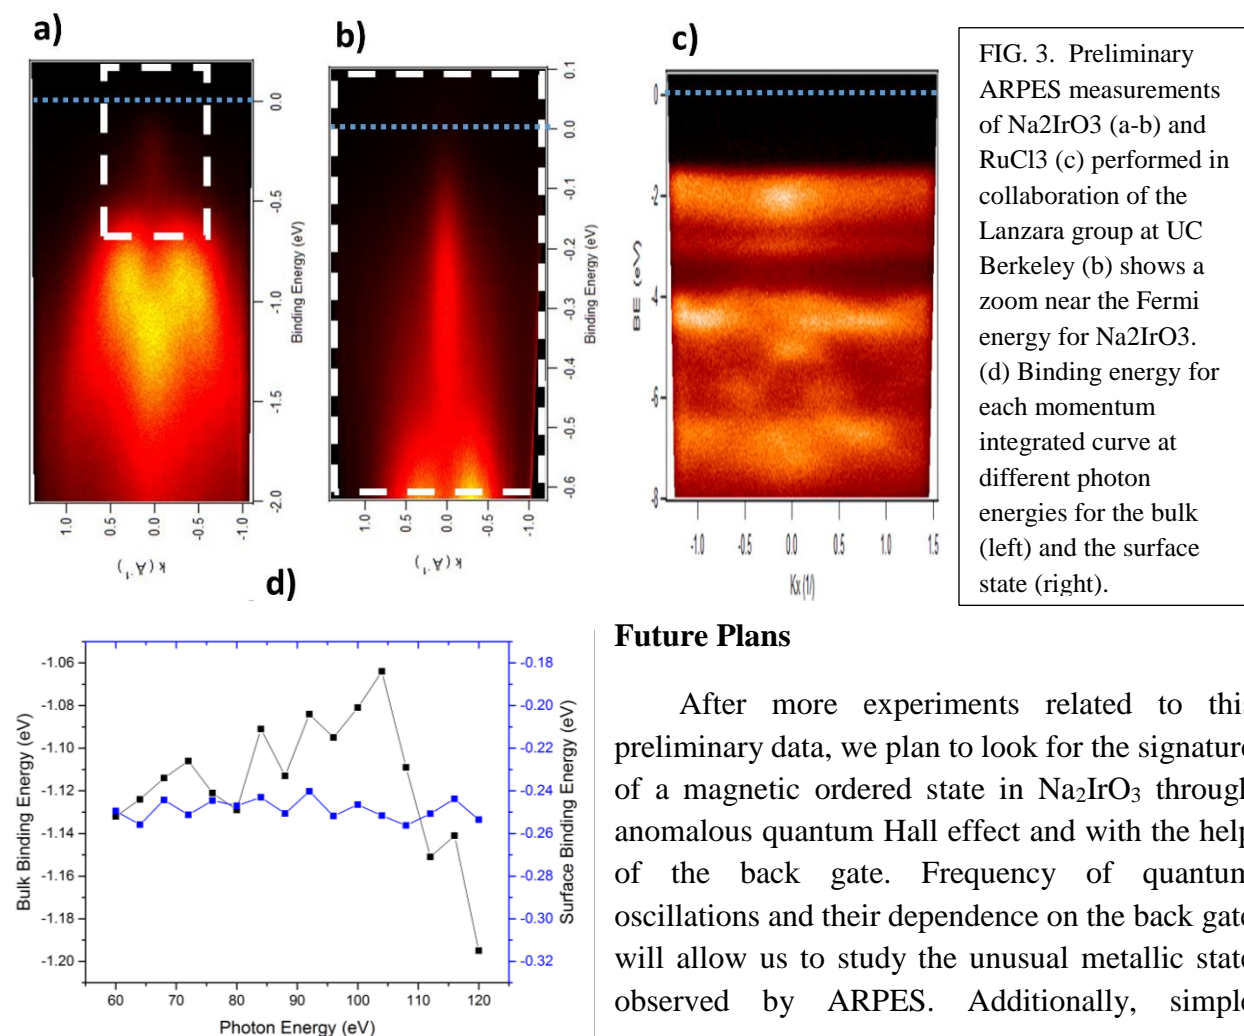 a)
b)
c)
0.0
-0.5
-1.0
-1.5
-2.0
Binding Energy (eV)
1.0 0.5 0.0 -0.5 -1.0
k (Å⁻¹)
0.1
0.0
-0.1
-0.2
-0.3
-0.4
-0.5
-0.6
Binding Energy (eV)
1.0 0.5 0.0 -0.5 -1.0
k (Å⁻¹)
0
-2
-4
-6
-8
BE (eV)
-1.0 -0.5 0.0 0.5 1.0 1.5
Kx (1/)
FIG. 3. Preliminary
ARPES measurements
of Na2IrO3 (a-b) and
RuCl3 (c) performed in
collaboration of the
Lanzara group at UC
Berkeley (b) shows a
zoom near the Fermi
energy for Na2IrO3.
(d) Binding energy for
each momentum
integrated curve at
different photon
energies for the bulk
(left) and the surface
state (right).
d)
-1.06
-1.08
-1.10
-1.12
-1.14
-1.16
-1.18
-1.20
Bulk Binding Energy (eV)
-0.18
-0.20
-0.22
-0.24
-0.26
-0.28
-0.30
-0.32
Surface Binding Energy (eV)
60 70 80 90 100 110 120
Photon Energy (eV)
Future Plans
After more experiments related to this
preliminary data, we plan to look for the signature
of a magnetic ordered state in Na₂IrO₃ through
anomalous quantum Hall effect and with the help
of the back gate. Frequency of quantum
oscillations and their dependence on the back gate
will allow us to study the unusual metallic state
observed by ARPES. Additionally, simple